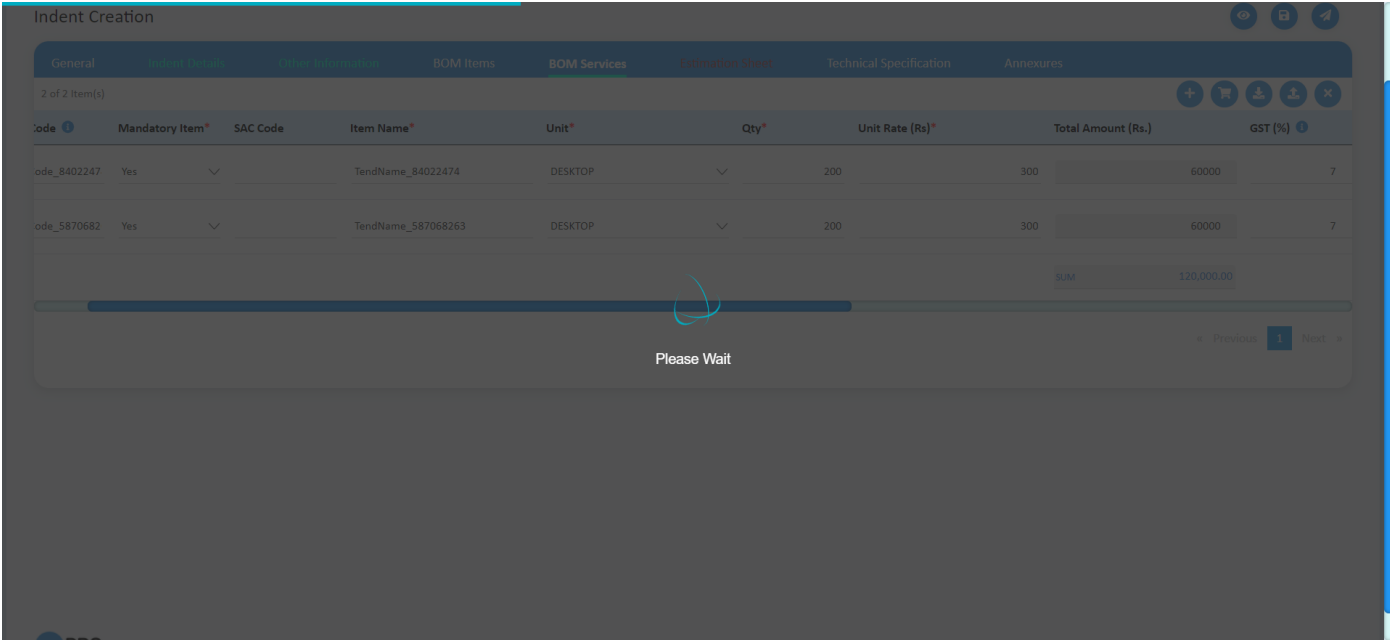 Indent Creation
General Indent Details Other Information BOM Items BOM Services Technical Specification Annexures
2 of 2 Item(s)
Code Mandatory Item* SAC Code Item Name* Unit* Qty* Unit Rate (Rs)* Total Amount (Rs.) GST (%)
ode_8402247 Yes TendName_84022474 DESKTOP 200 300 60000 7
ode_5870682 Yes TendName_587068263 DESKTOP 200 300 60000 7
SUM 120,000.00
« Previous 1 Next »
Please Wait